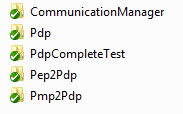 CommunicationManager
Pdp
PdpCompleteTest
Pep2Pdp
Pmp2Pdp